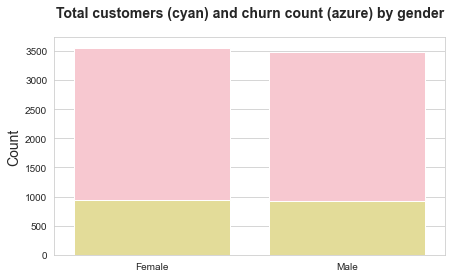 Total customers (cyan) and churn count (azure) by gender
3500
3000
2500
2000
1500
1000
500
0
Count
Female
Male